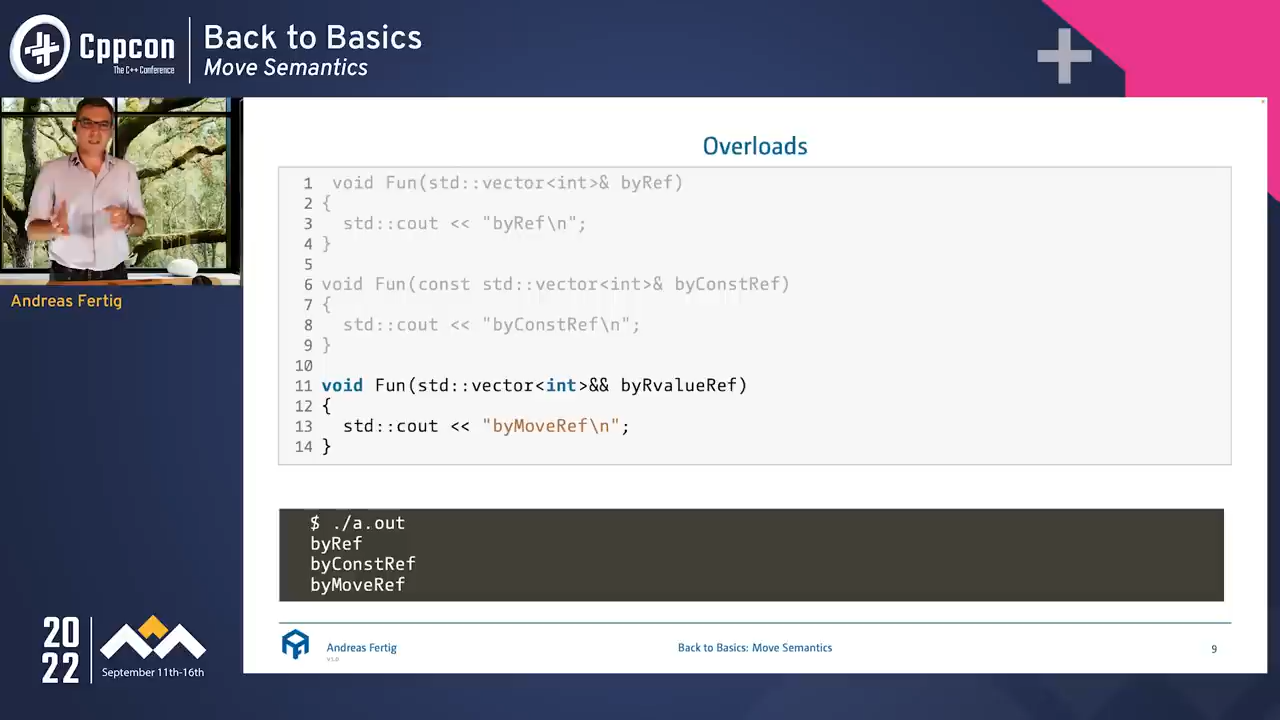 Cppcon
The C++ Conference
Back to Basics
Move Semantics
Andreas Fertig
Overloads
1 void Fun(std::vector<int>& byRef)
2 {
3 std::cout << "byRef\n";
4 }
5
6 void Fun(const std::vector<int>& byConstRef)
7 {
8 std::cout << "byConstRef\n";
9 }
10
11 void Fun(std::vector<int>&& byRvalueRef)
12 {
13 std::cout << "byMoveRef\n";
14 }
$ ./a.out
byRef
byConstRef
byMoveRef
Andreas Fertig
v1.0
Back to Basics: Move Semantics
9
20
22
September 11th-16th